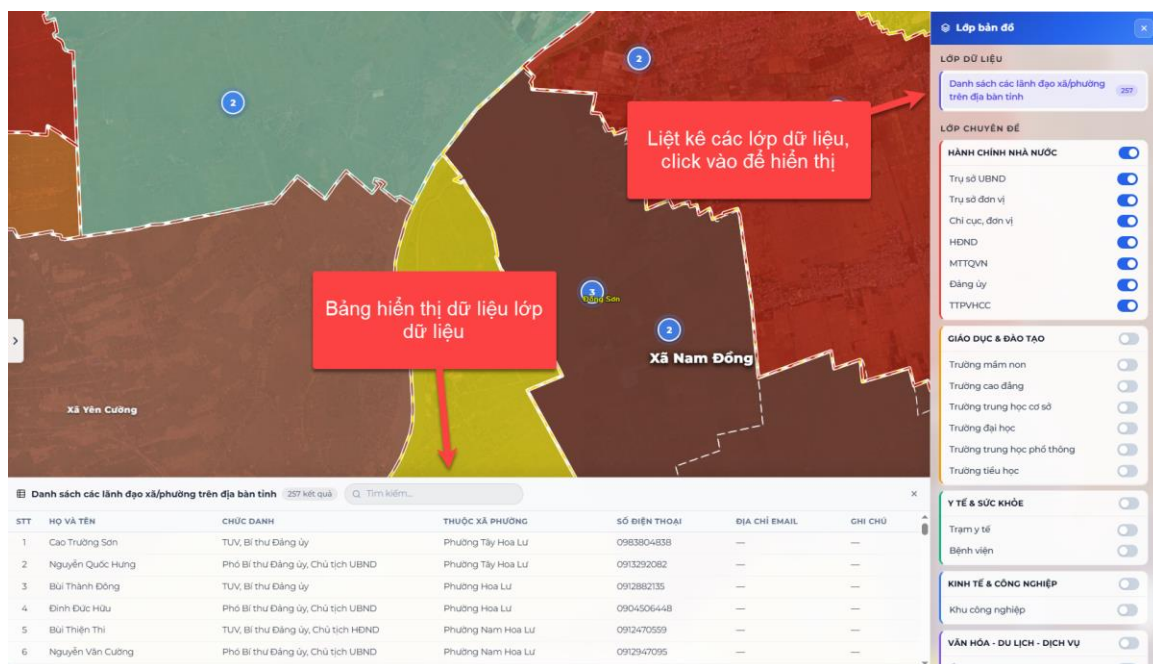 2
2
Liệt kê các lớp dữ liệu,
click vào để hiển thị
Bảng hiển thị dữ liệu lớp
dữ liệu
3
Đồng Sơn
2
Xã Nam Đồng
Xã Yên Cường
Lớp bản đồ
×
LỚP DỮ LIỆU
Danh sách các lãnh đạo xã/phường
trên địa bàn tỉnh
257
LỚP CHUYÊN ĐỀ
HÀNH CHÍNH NHÀ NƯỚC
Trụ sở UBND
Trụ sở đơn vị
Chi cục, đơn vị
HĐND
MTTQVN
Đảng ủy
TTPVHCC
GIÁO DỤC & ĐÀO TẠO
Trường mầm non
Trường cao đẳng
Trường trung học cơ sở
Trường đại học
Trường trung học phổ thông
Trường tiểu học
Y TẾ & SỨC KHỎE
Trạm y tế
Bệnh viện
KINH TẾ & CÔNG NGHIỆP
Khu công nghiệp
VĂN HÓA - DU LỊCH - DỊCH VỤ
Danh sách các lãnh đạo xã/phường trên địa bàn tỉnh 257 kết quả Tìm kiếm... ×
STT HỌ VÀ TÊN CHỨC DANH THUỘC XÃ PHƯỜNG SỐ ĐIỆN THOẠI ĐỊA CHỈ EMAIL GHI CHÚ
1 Cao Trường Sơn TUV, Bí thư Đảng ủy Phường Tây Hoa Lư 0983804838 — —
2 Nguyễn Quốc Hưng Phó Bí thư Đảng ủy, Chủ tịch UBND Phường Tây Hoa Lư 0913292082 — —
3 Bùi Thành Đông TUV, Bí thư Đảng ủy Phường Hoa Lư 0912882135 — —
4 Đinh Đức Hữu Phó Bí thư Đảng ủy, Chủ tịch UBND Phường Hoa Lư 0904506448 — —
5 Bùi Thiện Thi TUV, Bí thư Đảng ủy, Chủ tịch HĐND Phường Nam Hoa Lư 0912470559 — —
6 Nguyễn Văn Cường Phó Bí thư Đảng ủy, Chủ tịch UBND Phường Nam Hoa Lư 0912947095 — —